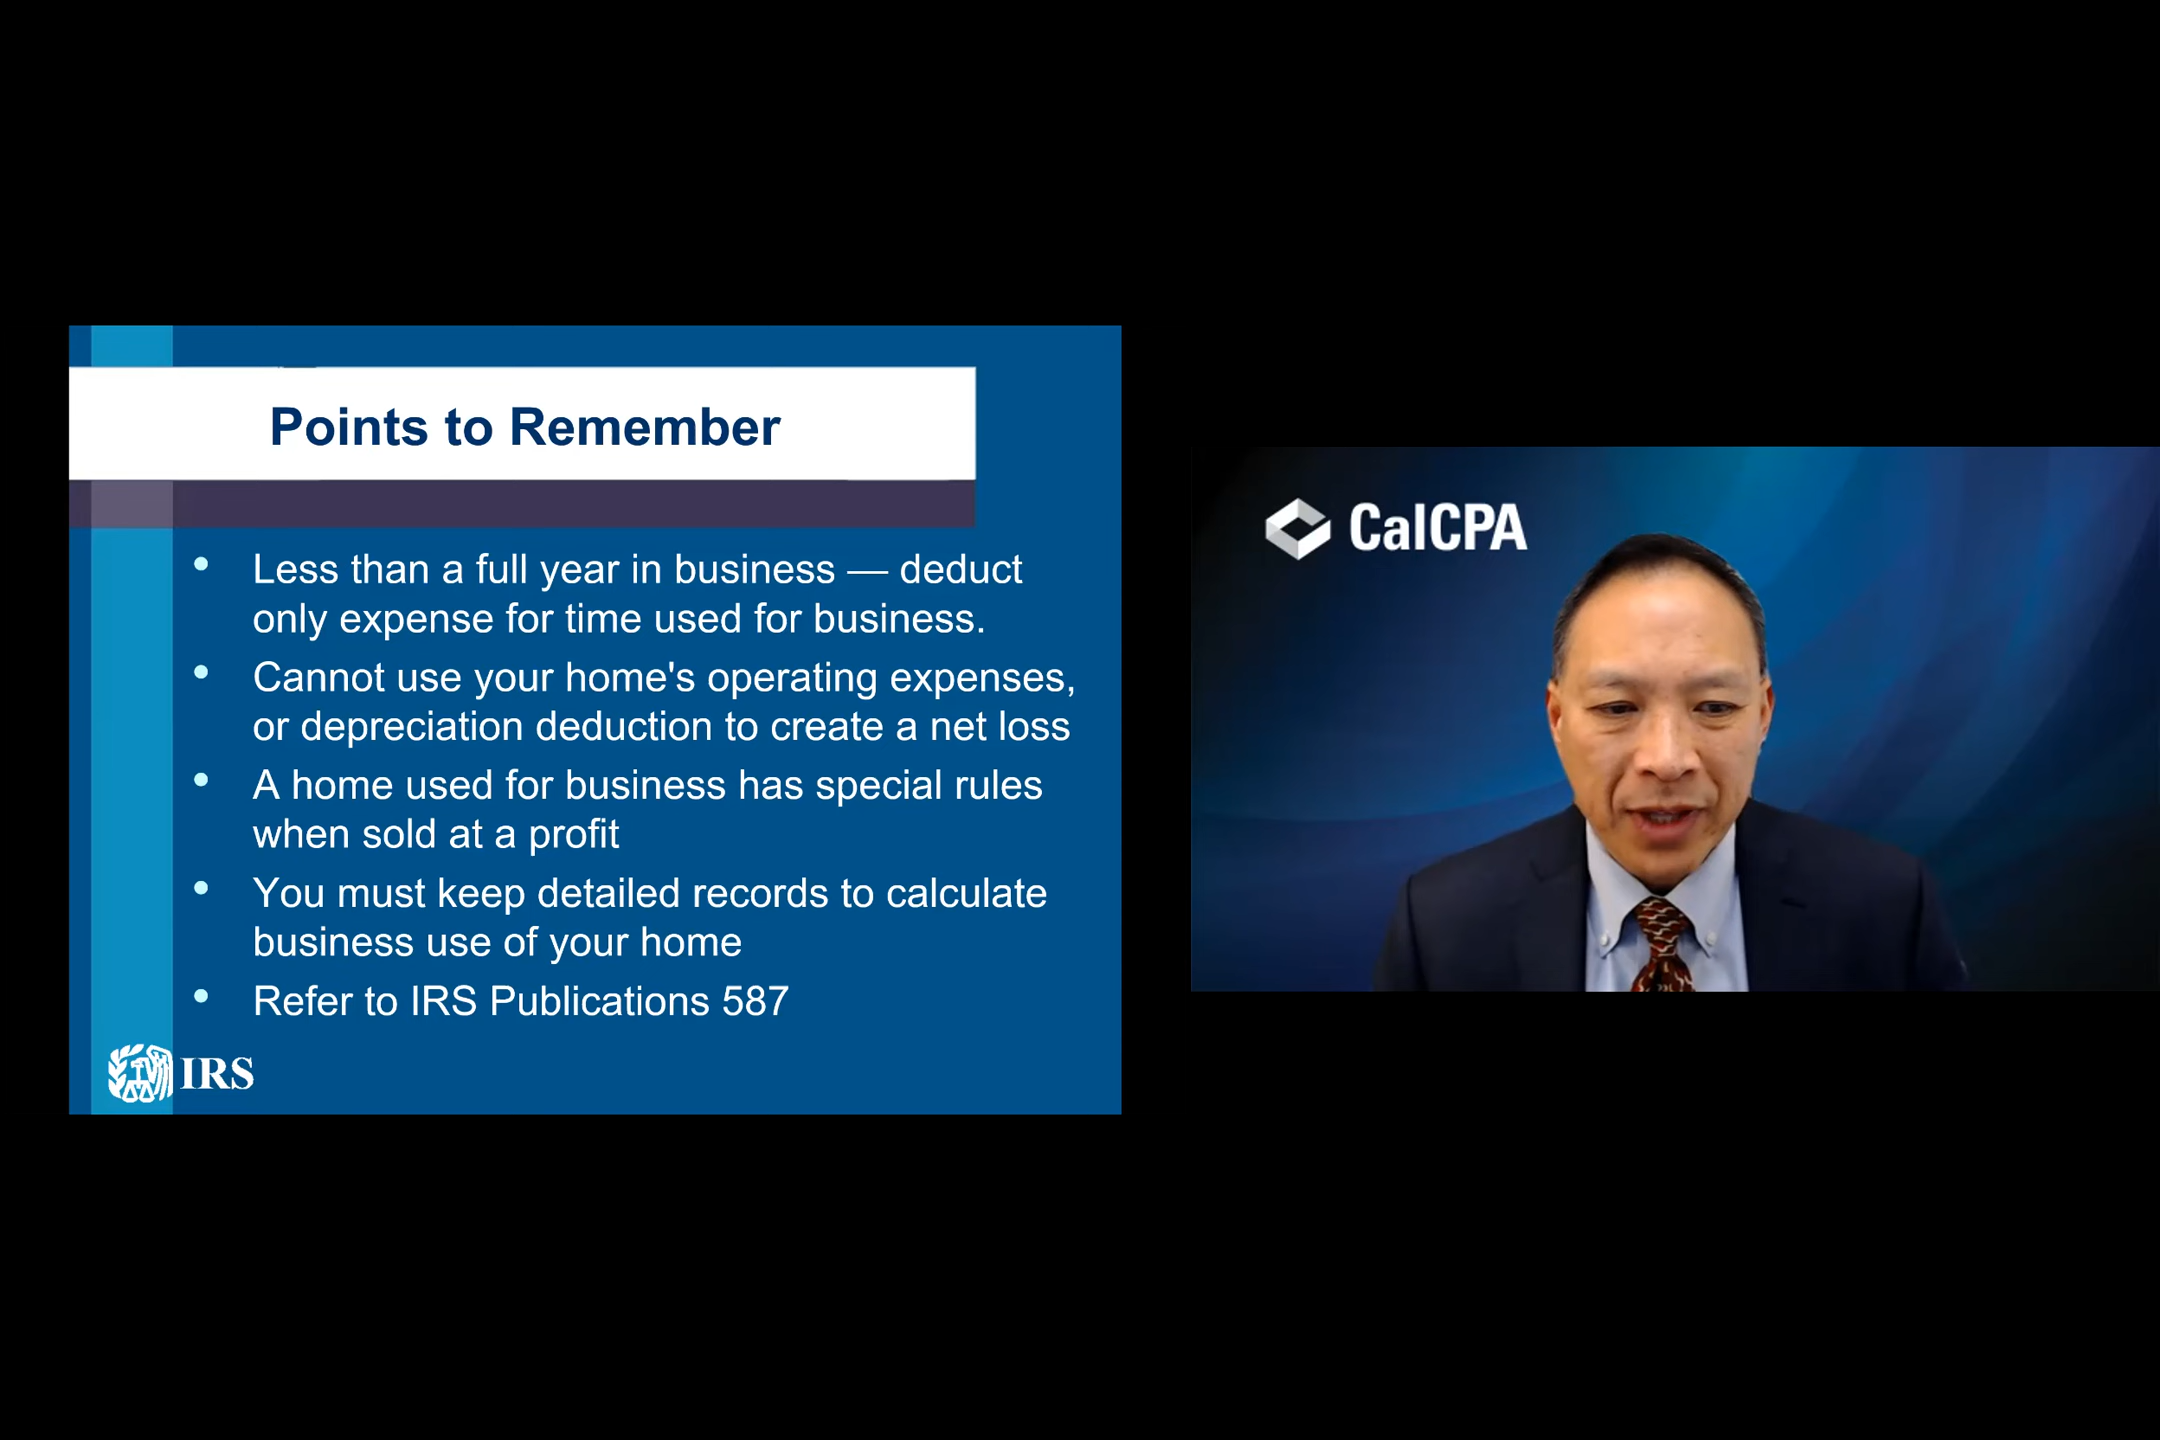 Points to Remember
• Less than a full year in business — deduct
only expense for time used for business.
• Cannot use your home's operating expenses,
or depreciation deduction to create a net loss
• A home used for business has special rules
when sold at a profit
• You must keep detailed records to calculate
business use of your home
• Refer to IRS Publications 587
IRS
CalCPA